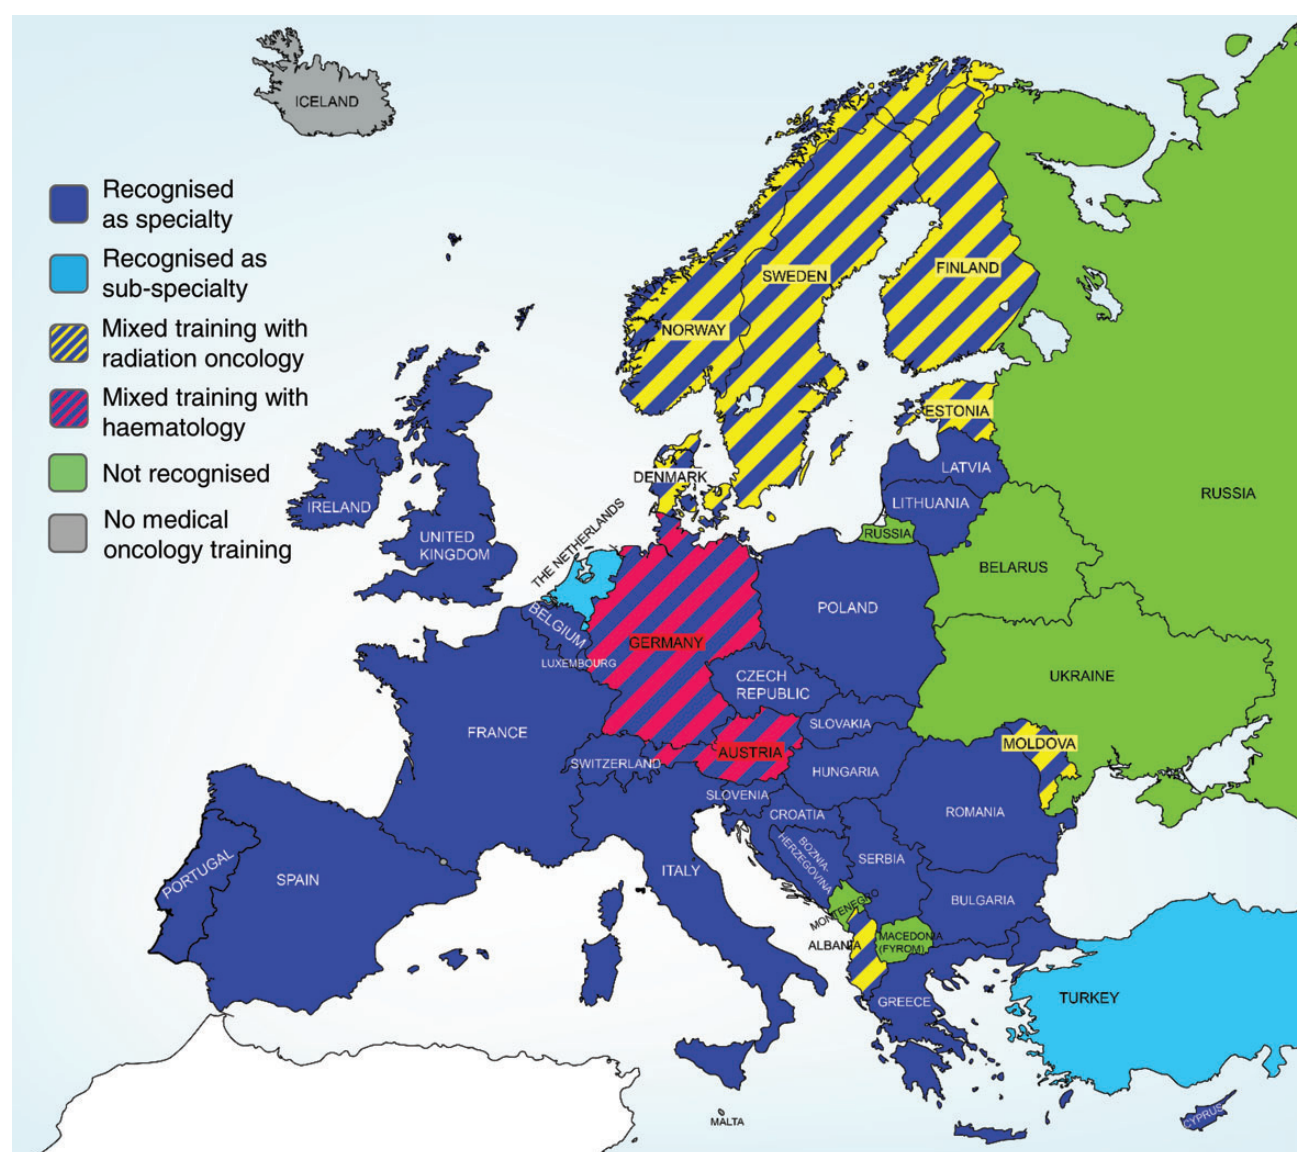 ICELAND
Recognised
as specialty
Recognised as
sub-specialty
Mixed training with
radiation oncology
Mixed training with
haematology
Not recognised
No medical
oncology training
SWEDEN
FINLAND
NORWAY
ESTONIA
DENMARK
LATVIA
LITHUANIA
RUSSIA
RUSSIA
IRELAND
UNITED
KINGDOM
THE NETHERLANDS
BELARUS
BELGIUM
POLAND
GERMANY
LUXEMBOURG
CZECH
REPUBLIC
UKRAINE
SLOVAKIA
FRANCE
AUSTRIA
MOLDOVA
SWITZERLAND
HUNGARIA
SLOVENIA
CROATIA
ROMANIA
BOZNIA-
HERZEGOVINA
SERBIA
PORTUGAL
SPAIN
ITALY
BULGARIA
MONTENEGRO
ALBANIA
MACEDONIA
(FYROM)
GREECE
TURKEY
MALTA
CYPRUS